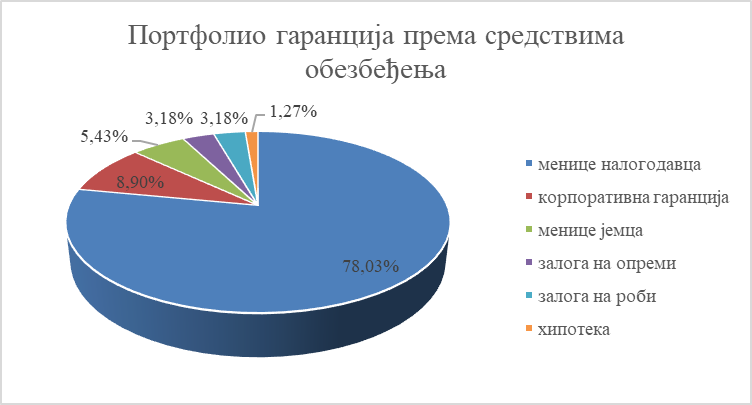 Портфолио гаранција према средствима
обезбеђења
1,27%
3,18%
3,18%
5,43%
8,90%
78,03%
менице налогодавца
корпоративна гаранција
менице јемца
залога на опреми
залога на роби
хипотека